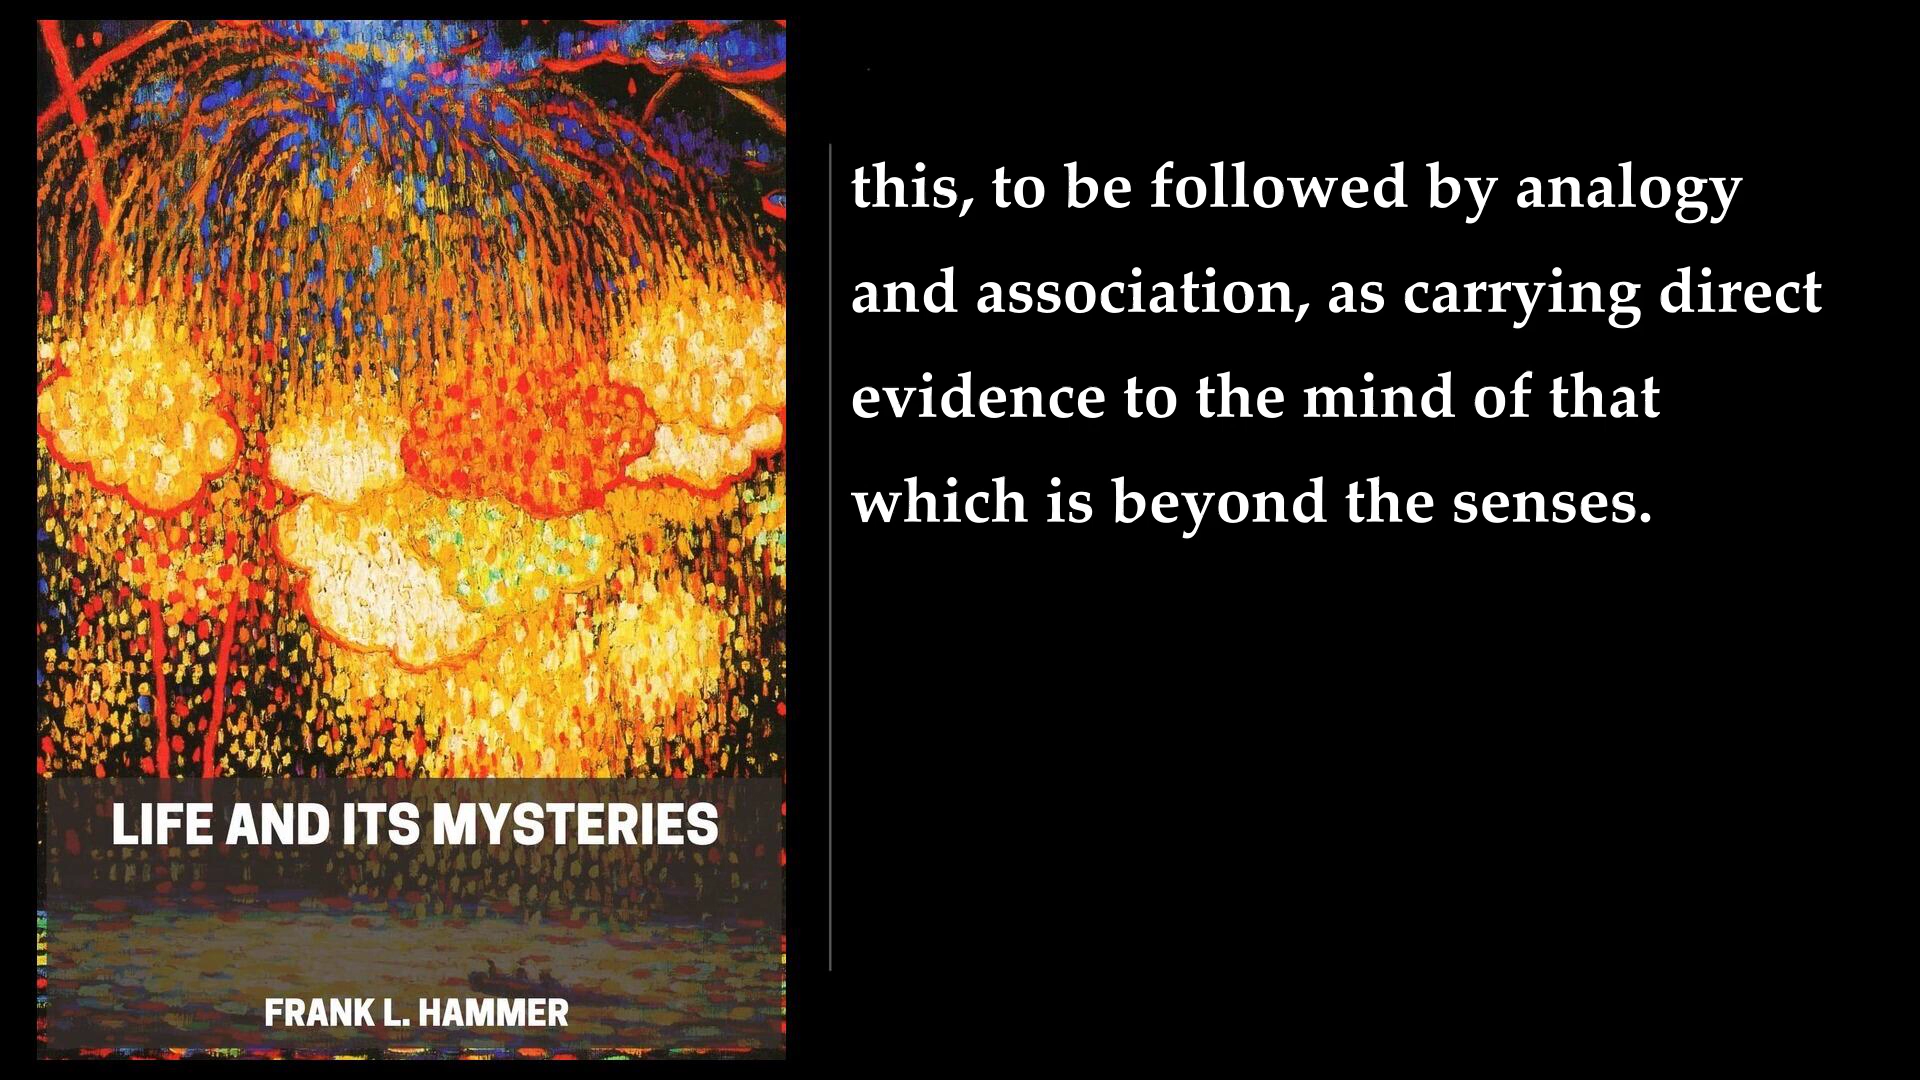 LIFE AND ITS MYSTERIES
FRANK L. HAMMER
this, to be followed by analogy
and association, as carrying direct
evidence to the mind of that
which is beyond the senses.